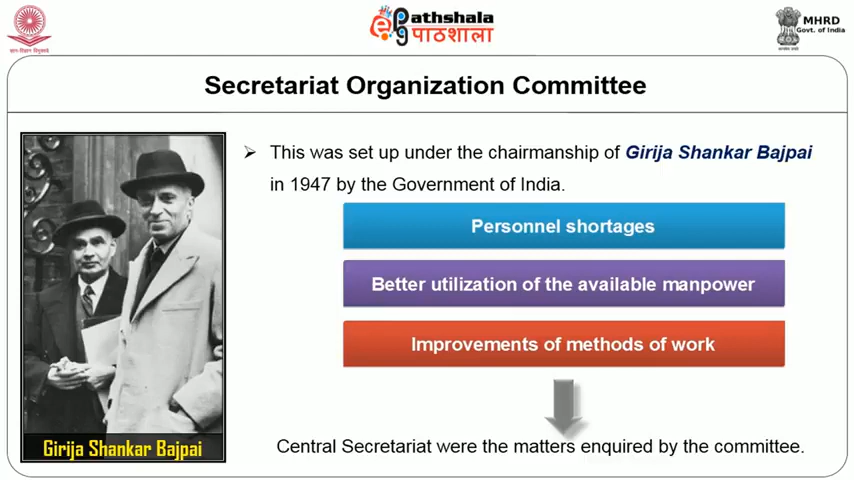 ePathshala
पाठशाला
MHRD
Govt. of India
Secretariat Organization Committee
This was set up under the chairmanship of Girija Shankar Bajpai
in 1947 by the Government of India.
Personnel shortages
Better utilization of the available manpower
Improvements of methods of work
Central Secretariat were the matters enquired by the committee.
Girija Shankar Bajpai